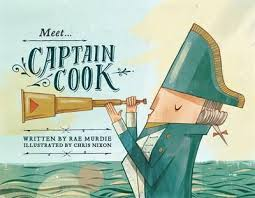 Meet...
CAPTAIN
COOK
WRITTEN BY RAE MURDIE
ILLUSTRATED BY CHRIS NIXON